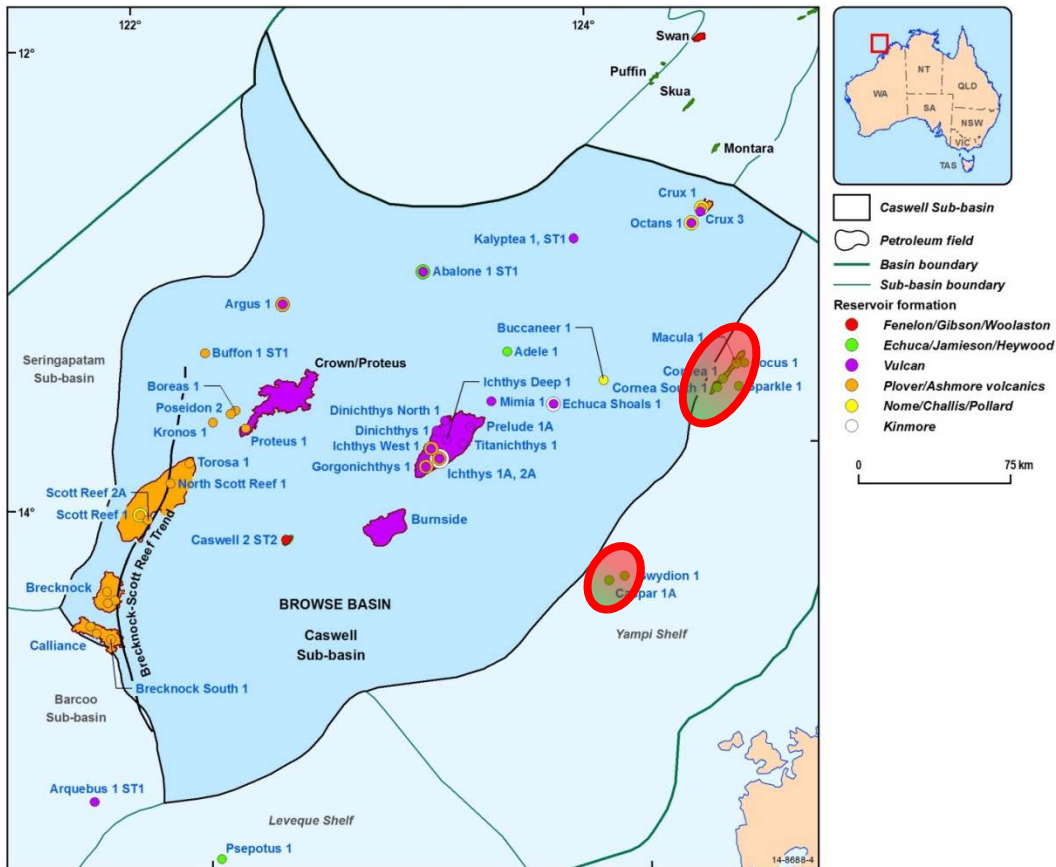 122°
124°
12°
14°
Swan
Puffin
Skua
Montara
Crux 1
Crux 3
Octans 1
Kalyptea 1, ST1
Abalone 1 ST1
Argus 1
Buccaneer 1
Macula 1
Buffon 1 ST1
Crown/Proteus
Adele 1
Focus 1
Cornea 1
Seringapatam
Sub-basin
Boreas 1
Ichthys Deep 1
Cornea South 1
Sparkle 1
Poseidon 2
Dinichthys North 1
Mimia 1
Echuca Shoals 1
Kronos 1
Proteus 1
Dinichthys 1
Prelude 1A
Ichthys West 1
Titanichthys 1
Torosa 1
Gorgonichthys 1
Ichthys 1A, 2A
North Scott Reef 1
Scott Reef 2A
Scott Reef 1
Burnside
Caswell 2 ST2
Brecknock-Scott Reef Trend
Gwydion 1
Caspar 1A
Brecknock
BROWSE BASIN
Caswell
Sub-basin
Yampi Shelf
Calliance
Brecknock South 1
Barcoo
Sub-basin
Arquebus 1 ST1
Leveque Shelf
Psepotus 1
14-8688-4
WA
NT
QLD
SA
NSW
VIC
TAS
Caswell Sub-basin
Petroleum field
Basin boundary
Sub-basin boundary
Reservoir formation
Fenelon/Gibson/Woolaston
Echuca/Jamieson/Heywood
Vulcan
Plover/Ashmore volcanics
Nome/Challis/Pollard
Kinmore
0
75 km